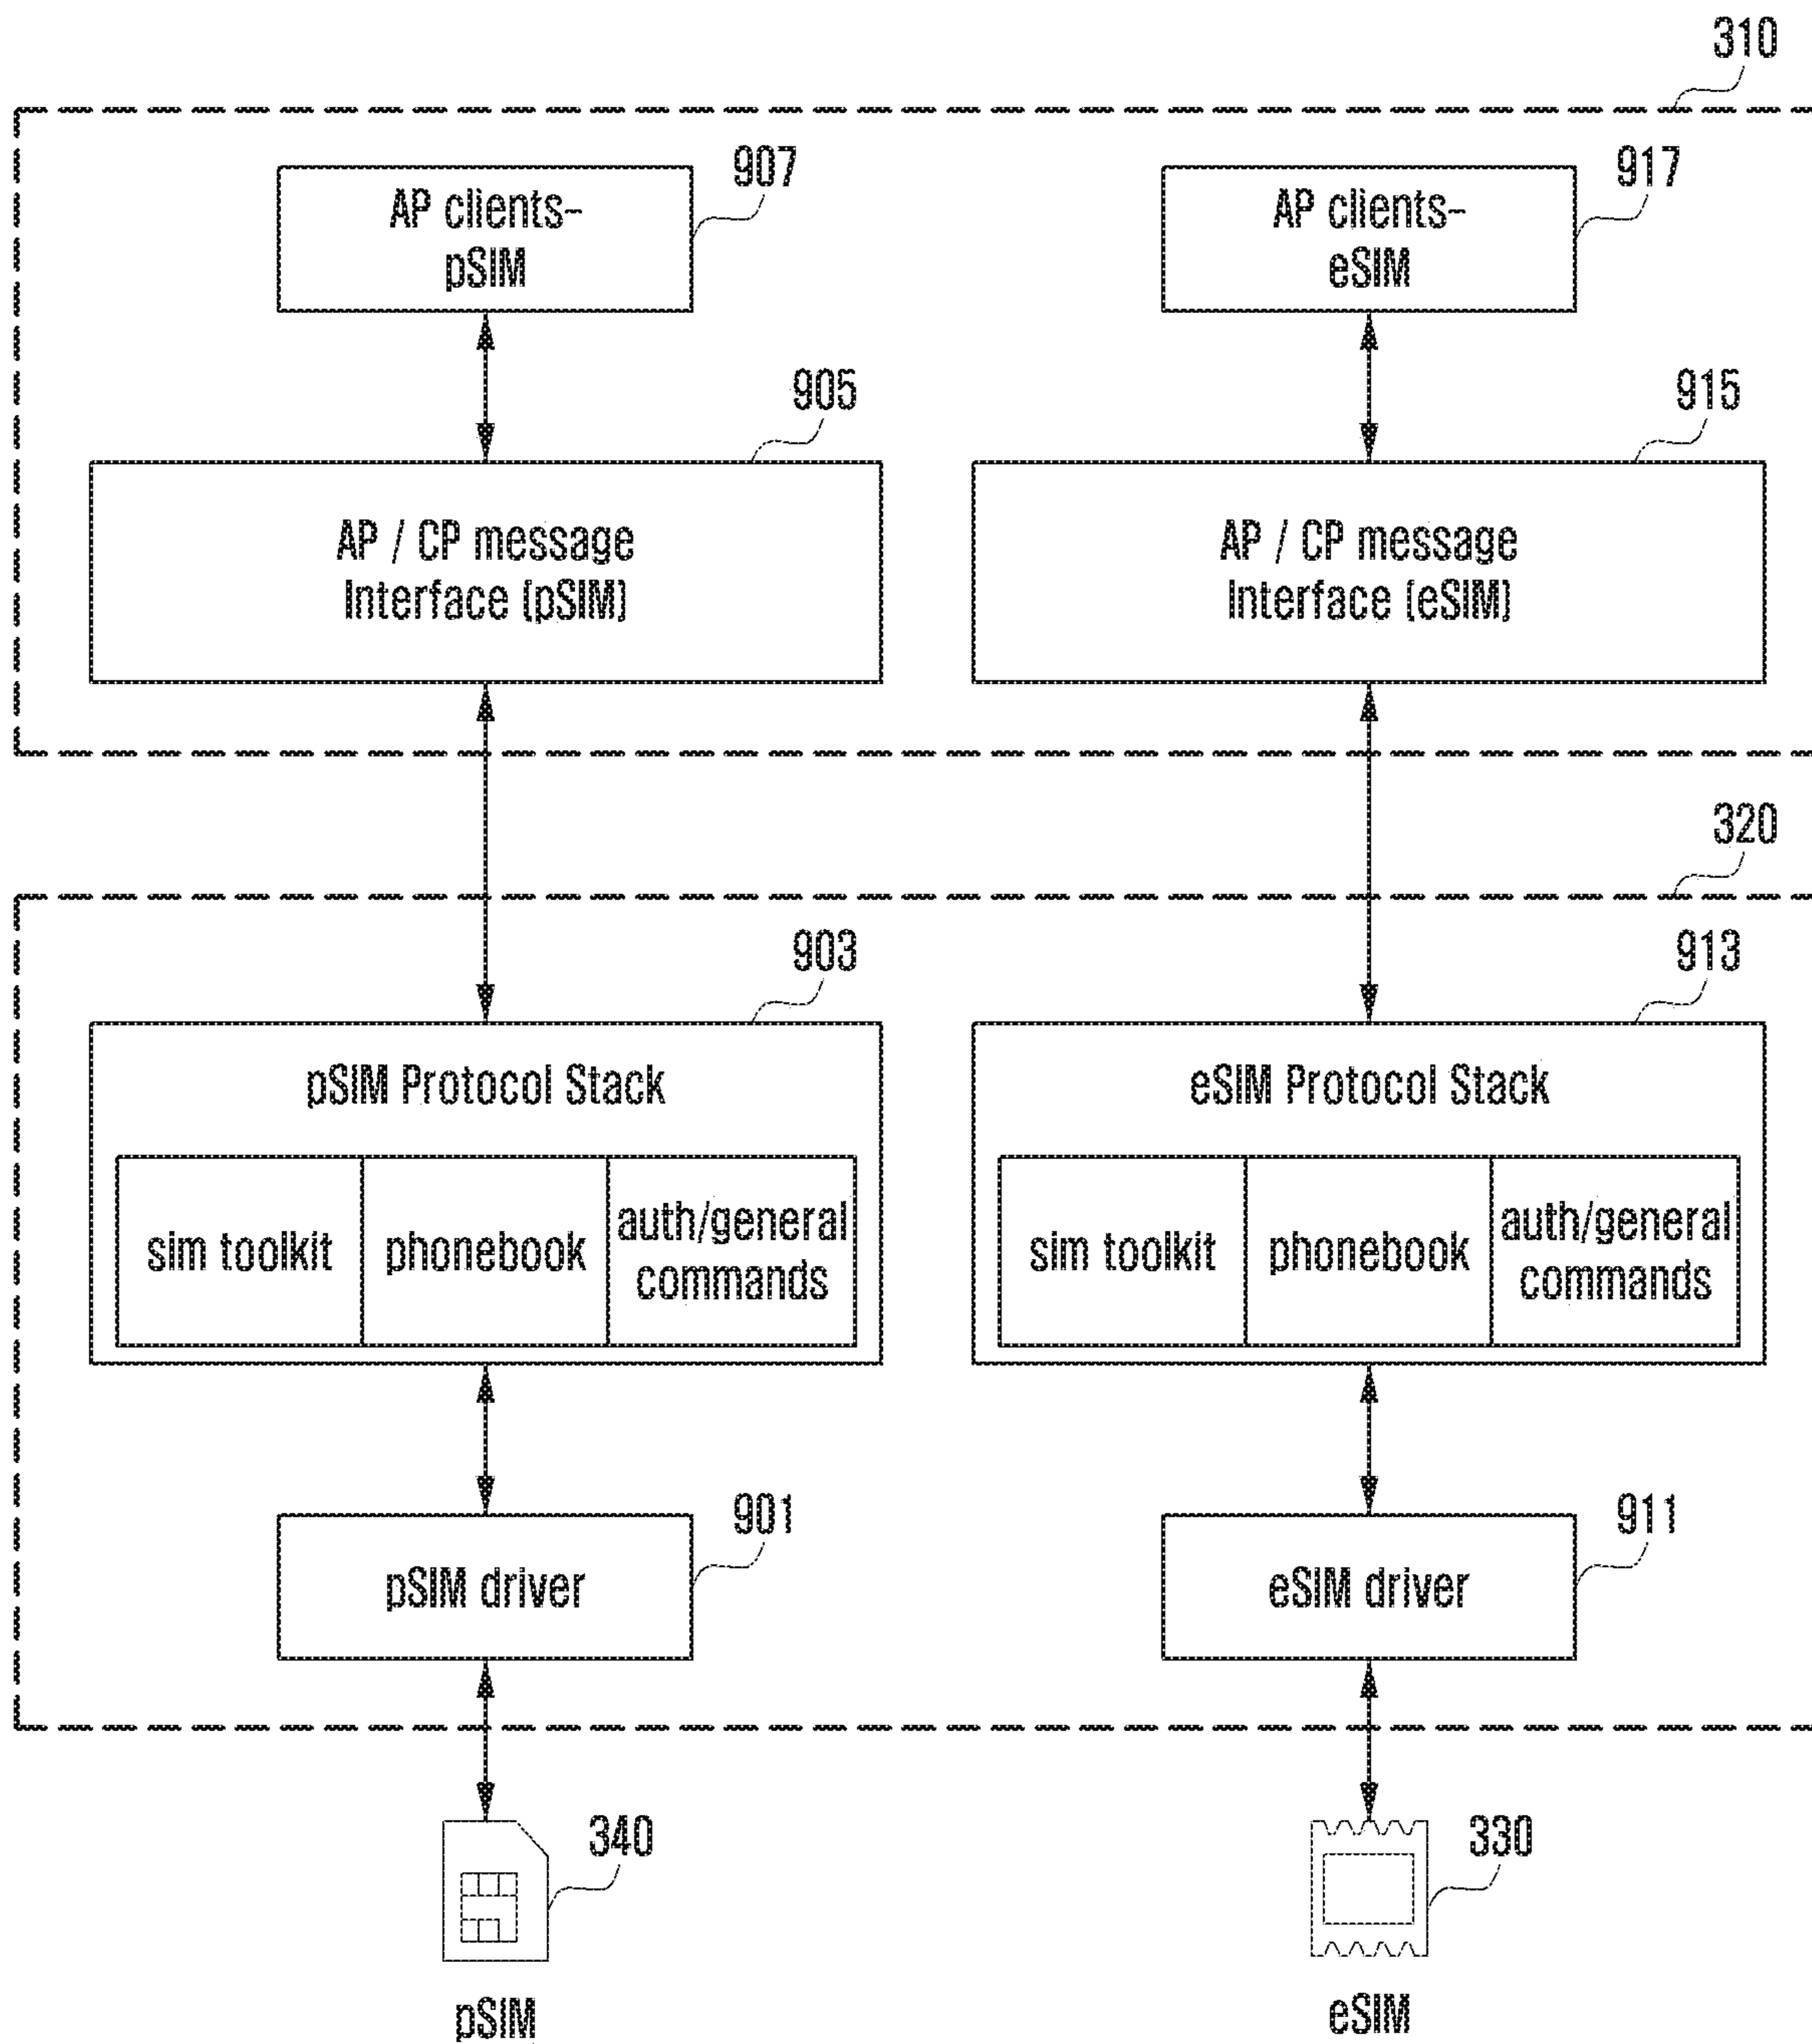 310
907
917
AP clients-
pSIM
AP clients-
eSIM
905
915
AP / CP message
Interface (pSIM)
AP / CP message
Interface (eSIM)
320
903
913
pSIM Protocol Stack
eSIM Protocol Stack
sim toolkit
phonebook
auth/general
commands
sim toolkit
phonebook
auth/general
commands
901
911
pSIM driver
eSIM driver
340
330
pSIM
eSIM